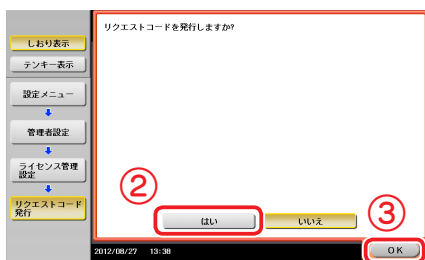 リクエストコードを発行しますか?
しおり表示
テンキー表示
設定メニュー
管理者設定
ライセンス管理
設定
リクエストコード
発行
②
はい
いいえ
③
2012/08/27 13:38
OK